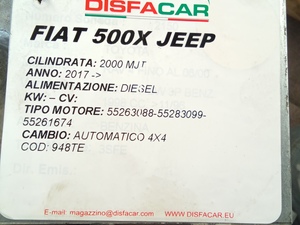 DISFACAR
FIAT 500X JEEP
CILINDRATA: 2000 MJT
ANNO: 2017 ->
ALIMENTAZIONE: DIESEL
KW: – CV:
TIPO MOTORE: 55263088-55283099-
55261674
CAMBIO: AUTOMATICO 4X4
COD: 948TE
E-mail: magazzino@disfacar.com
WWW.DISFACAR.EU